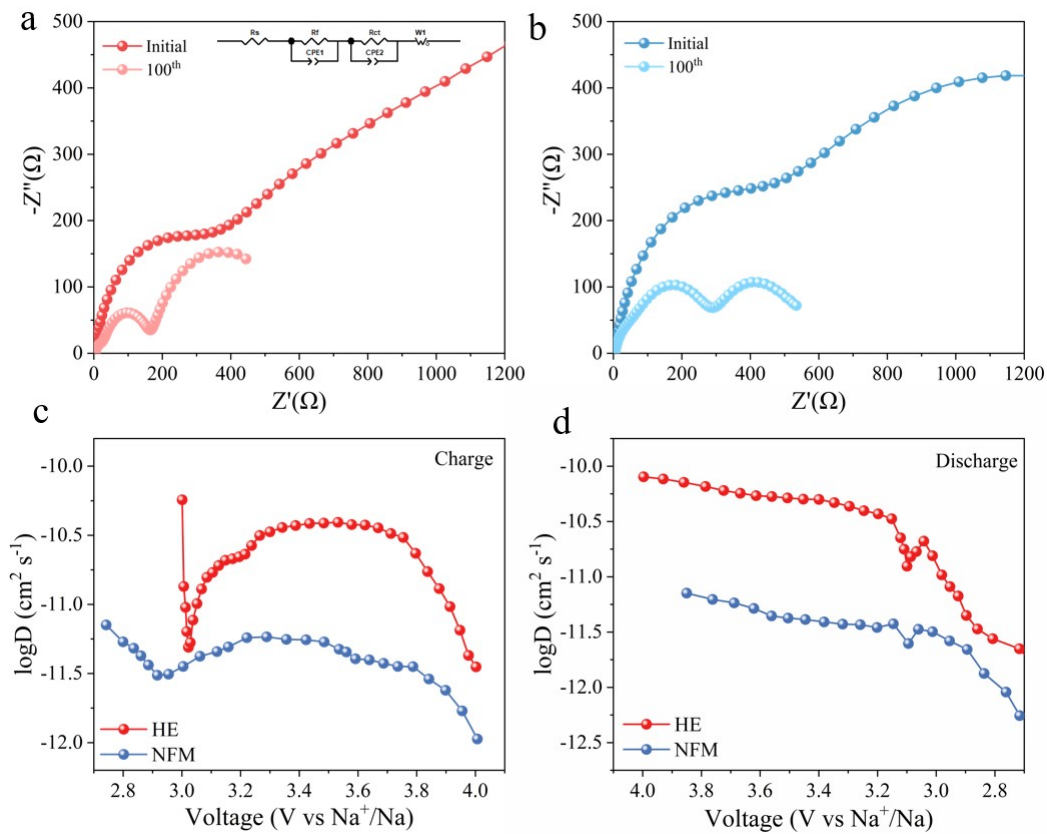 a
500
400
300
200
100
0
-Z″(Ω)
Initial
100th
Rs
Rf
Rct
W1
CPE1
CPE2
0
200
400
600
800
1000
1200
Z'(Ω)
b
500
400
300
200
100
0
-Z″(Ω)
Initial
100th
0
200
400
600
800
1000
1200
Z'(Ω)
c
-10.0
-10.5
-11.0
-11.5
-12.0
logD (cm² s⁻¹)
Charge
HE
NFM
2.8
3.0
3.2
3.4
3.6
3.8
4.0
Voltage (V vs Na⁺/Na)
d
-10.0
-10.5
-11.0
-11.5
-12.0
-12.5
logD (cm² s⁻¹)
Discharge
HE
NFM
4.0
3.8
3.6
3.4
3.2
3.0
2.8
Voltage (V vs Na⁺/Na)